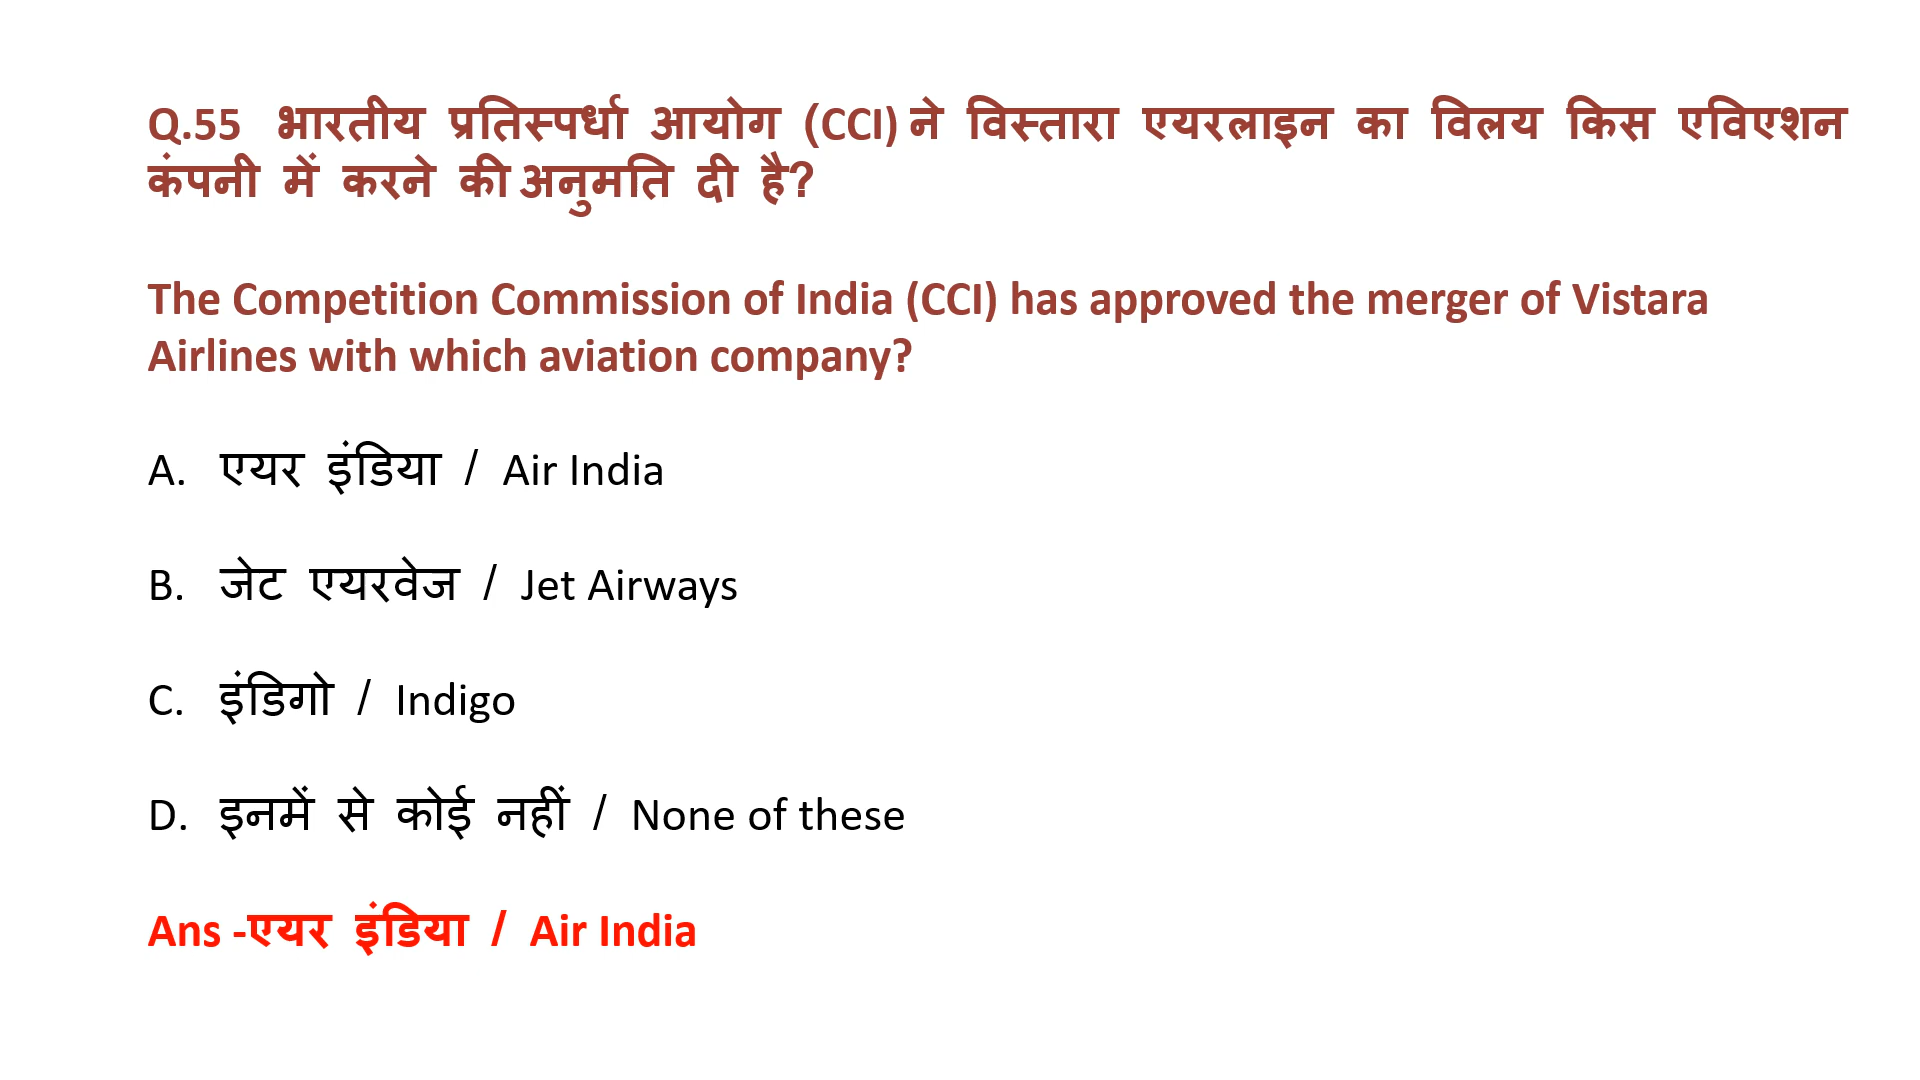 Q.55 भारतीय प्रतिस्पर्धा आयोग (CCI) ने विस्तारा एयरलाइन का विलय किस एविएशन
कंपनी में करने की अनुमति दी है?
The Competition Commission of India (CCI) has approved the merger of Vistara
Airlines with which aviation company?
A. एयर इंडिया / Air India
B. जेट एयरवेज / Jet Airways
C. इंडिगो / Indigo
D. इनमें से कोई नहीं / None of these
Ans -एयर इंडिया / Air India